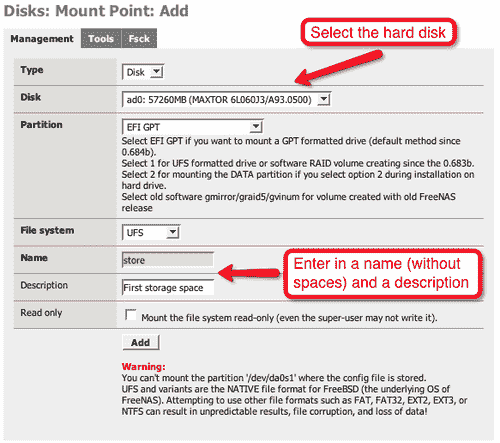 Disks: Mount Point: Add
Management Tools Fsck
Select the hard disk
Type Disk
Disk ad0: 57260MB (MAXTOR 6L060J3/A93.0500)
Partition EFI GPT
Select EFI GPT if you want to mount a GPT formatted drive (default method since
0.684b).
Select 1 for UFS formatted drive or software RAID volume creating since the 0.683b.
Select 2 for mounting the DATA partition if you select option 2 during installation on
hard drive.
Select old software gmirror/graid5/gvinum for volume created with old FreeNAS
release
File system UFS
Name store
Description First storage space
Enter in a name (without
spaces) and a description
Read only Mount the file system read-only (even the super-user may not write it).
Add
Warning:
You can't mount the partition '/dev/da0s1' where the config file is stored.
UFS and variants are the NATIVE file format for FreeBSD (the underlying OS of
FreeNAS). Attempting to use other file formats such as FAT, FAT32, EXT2, EXT3, or
NTFS can result in unpredictable results, file corruption, and loss of data!